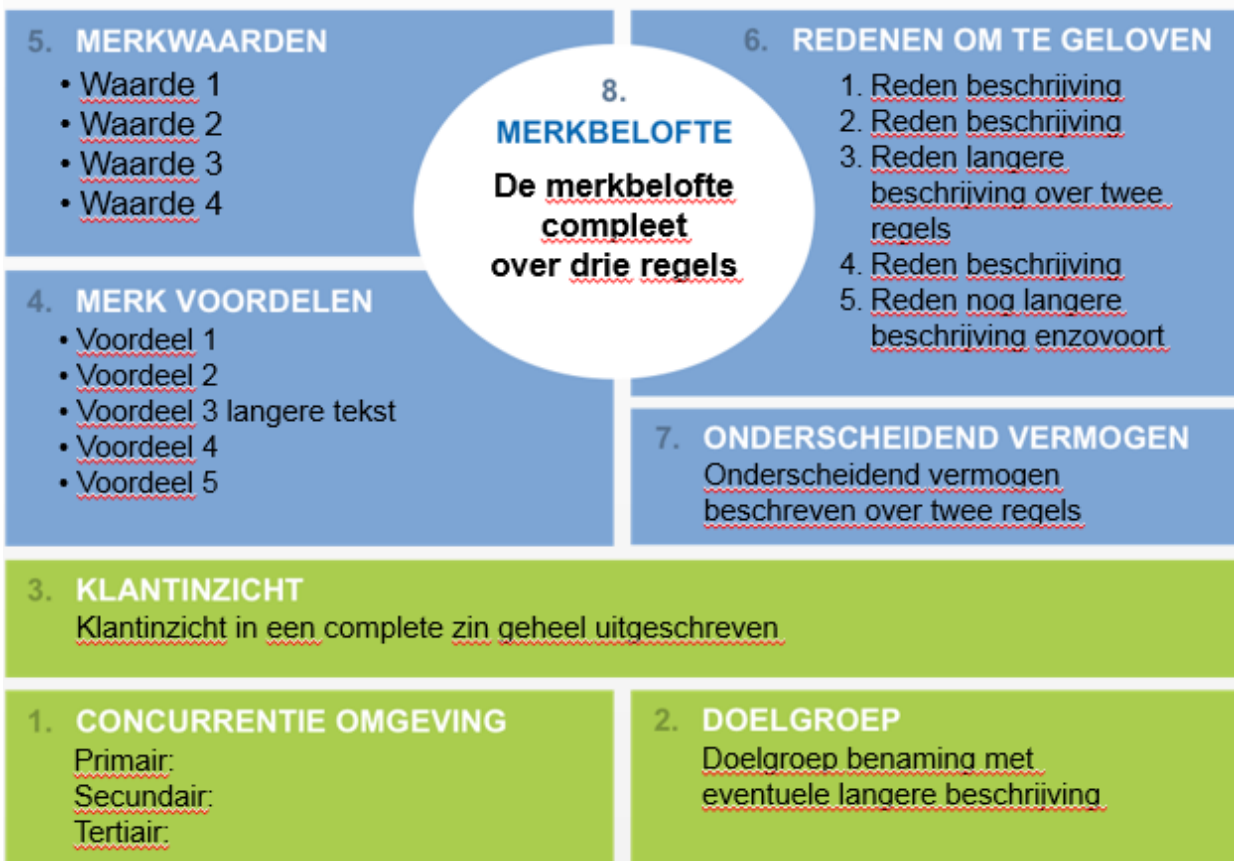 5. MERKWAARDEN
• Waarde 1
• Waarde 2
• Waarde 3
• Waarde 4
8.
MERKBELOFTE
De merkbelofte
compleet
over drie regels
6. REDENEN OM TE GELOVEN
1. Reden beschrijving
2. Reden beschrijving
3. Reden langere
beschrijving over twee
regels
4. Reden beschrijving
5. Reden nog langere
beschrijving enzovoort
4. MERK VOORDELEN
• Voordeel 1
• Voordeel 2
• Voordeel 3 langere tekst
• Voordeel 4
• Voordeel 5
7. ONDERSCHEIDEND VERMOGEN
Onderscheidend vermogen
beschreven over twee regels
3. KLANTINZICHT
Klantinzicht in een complete zin geheel uitgeschreven
1. CONCURRENTIE OMGEVING
Primair:
Secundair:
Tertiair:
2. DOELGROEP
Doelgroep benaming met
eventuele langere beschrijving